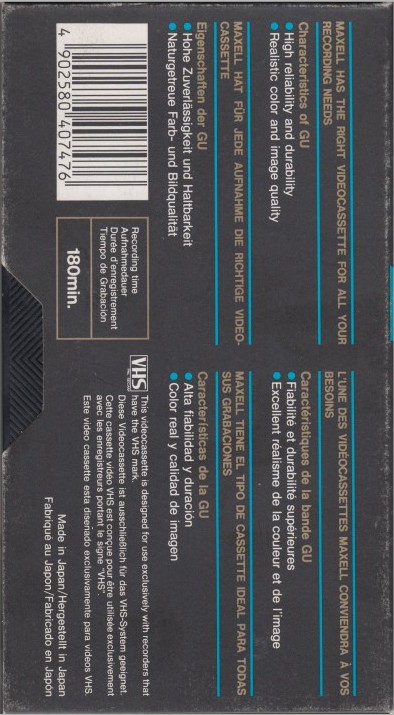 MAXELL HAS THE RIGHT VIDEOCASSETTE FOR ALL YOUR
RECORDING NEEDS
Characteristics of GU
● High reliability and durability
● Realistic color and image quality
MAXELL HAT FÜR JEDE AUFNAHME DIE RICHTIGE VIDEO-
CASSETTE
Eigenschaften der GU
● Hohe Zuverlässigkeit und Haltbarkeit
● Naturgetreue Farb- und Bildqualität
4 902580 407476
Recording time
Aufnahmedauer
Durée d'enregistrement
Tiempo de Grabación
180min.
L'UNE DES VIDÉOCASSETTES MAXELL CONVIENDRA À VOS
BESOINS
Caractéristiques de la bande GU
● Fiabilité et durabilité supérieures
● Excellent réalisme de la couleur et de l'image
MAXELL TIENE EL TIPO DE CASSETTE IDEAL PARA TODAS
SUS GRABACIONES
Características de la GU
● Alta fiabilidad y duración
● Color real y calidad de imagen
VHS
This videocassette is designed for use exclusively with recorders that
have the VHS mark.
Diese Videocassette ist ausschließlich für das VHS-System geeignet.
Cette cassette vidéo VHS est conçue pour être utilisée exclusivement
avec les enregistreurs portant le signe "VHS".
Este video cassette esta diseñado exclusivamente para videos VHS.
Made in Japan/Hergestellt in Japan
Fabriqué au Japon/Fabricado en Japón